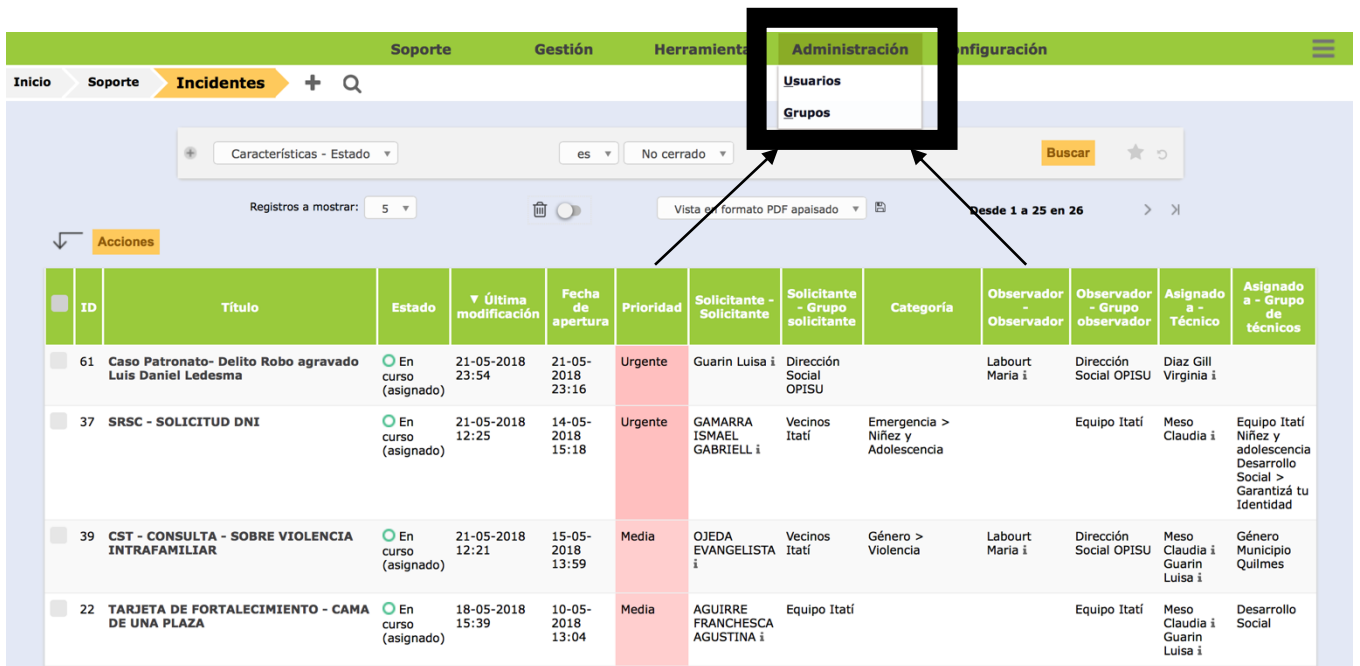 Soporte Gestión Herramienta Administración onfiguración
Inicio Soporte Incidentes
Usuarios
Grupos
Características - Estado es No cerrado Buscar
Registros a mostrar: 5 Vista en formato PDF apaisado Desde 1 a 25 en 26
Acciones
ID
Título
Estado
▼ Última
modificación
Fecha
de
apertura
Prioridad
Solicitante -
Solicitante
Solicitante
- Grupo
solicitante
Categoría
Observador
-
Observador
Observador
- Grupo
observador
Asignado
a -
Técnico
Asignado
a - Grupo
de
técnicos
61
Caso Patronato- Delito Robo agravado
Luis Daniel Ledesma
En
curso
(asignado)
21-05-2018
23:54
21-05-
2018
23:16
Urgente
Guarin Luisa i
Dirección
Social
OPISU
Labourt
Maria i
Dirección
Social OPISU
Diaz Gill
Virginia i
37
SRSC - SOLICITUD DNI
En
curso
(asignado)
21-05-2018
12:25
14-05-
2018
15:18
Urgente
GAMARRA
ISMAEL
GABRIELL i
Vecinos
Itatí
Emergencia >
Niñez y
Adolescencia
Equipo Itatí
Meso
Claudia i
Equipo Itatí
Niñez y
adolescencia
Desarrollo
Social >
Garantizá tu
Identidad
39
CST - CONSULTA - SOBRE VIOLENCIA
INTRAFAMILIAR
En
curso
(asignado)
21-05-2018
12:21
15-05-
2018
13:59
Media
OJEDA
EVANGELISTA
i
Vecinos
Itatí
Género >
Violencia
Labourt
Maria i
Dirección
Social OPISU
Meso
Claudia i
Guarin
Luisa i
Género
Municipio
Quilmes
22
TARJETA DE FORTALECIMIENTO - CAMA
DE UNA PLAZA
En
curso
(asignado)
18-05-2018
15:39
10-05-
2018
13:04
Media
AGUIRRE
FRANCHESCA
AGUSTINA i
Equipo Itatí
Equipo Itatí
Meso
Claudia i
Guarin
Luisa i
Desarrollo
Social